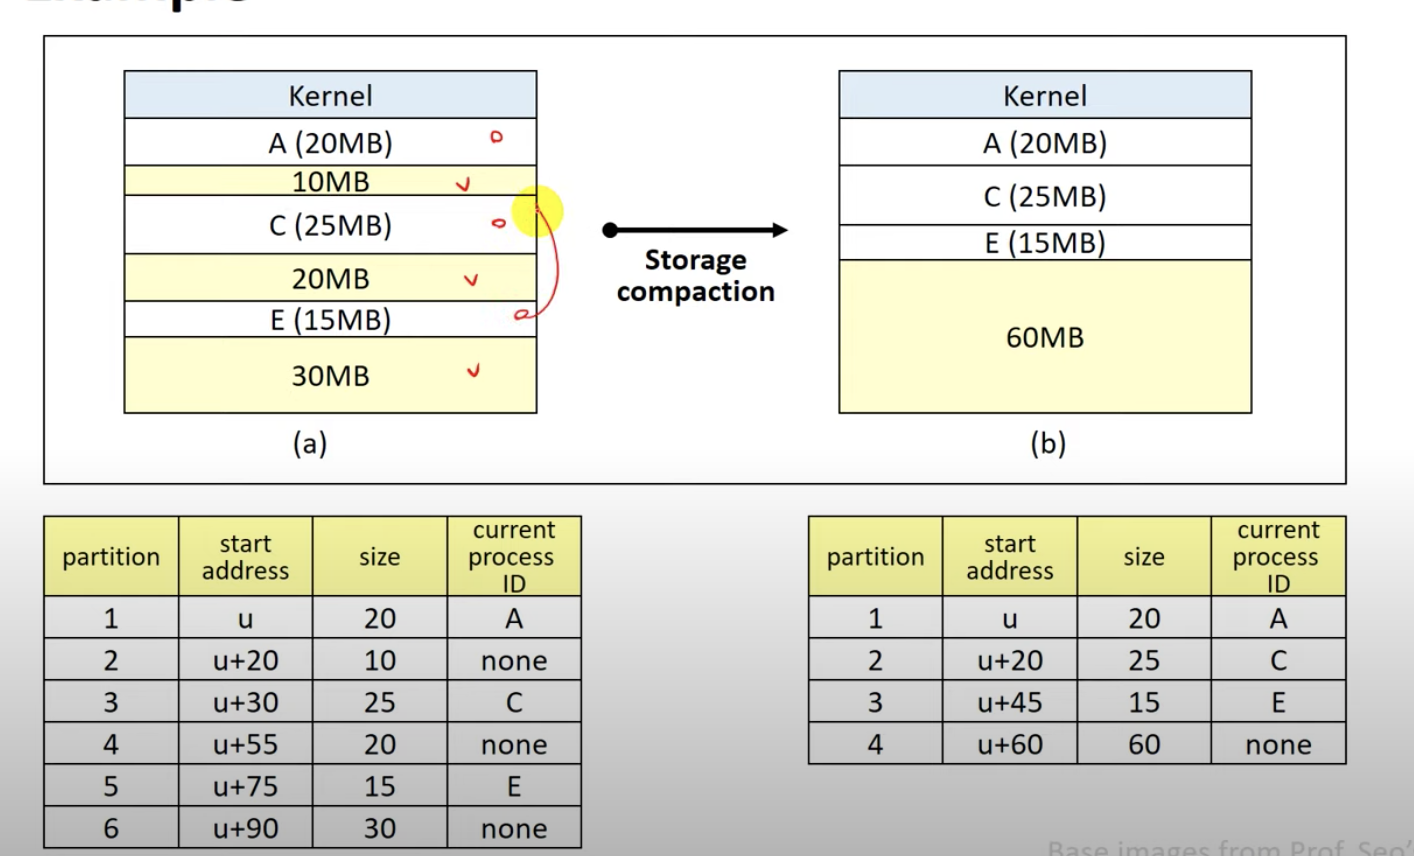 Example
Kernel
A (20MB)
10MB
C (25MB)
20MB
E (15MB)
30MB
(a)
Storage
compaction
Kernel
A (20MB)
C (25MB)
E (15MB)
60MB
(b)
partition start address size current process ID
1 u 20 A
2 u+20 10 none
3 u+30 25 C
4 u+55 20 none
5 u+75 15 E
6 u+90 30 none
partition start address size current process ID
1 u 20 A
2 u+20 25 C
3 u+45 15 E
4 u+60 60 none
Base images from Prof. Seo'